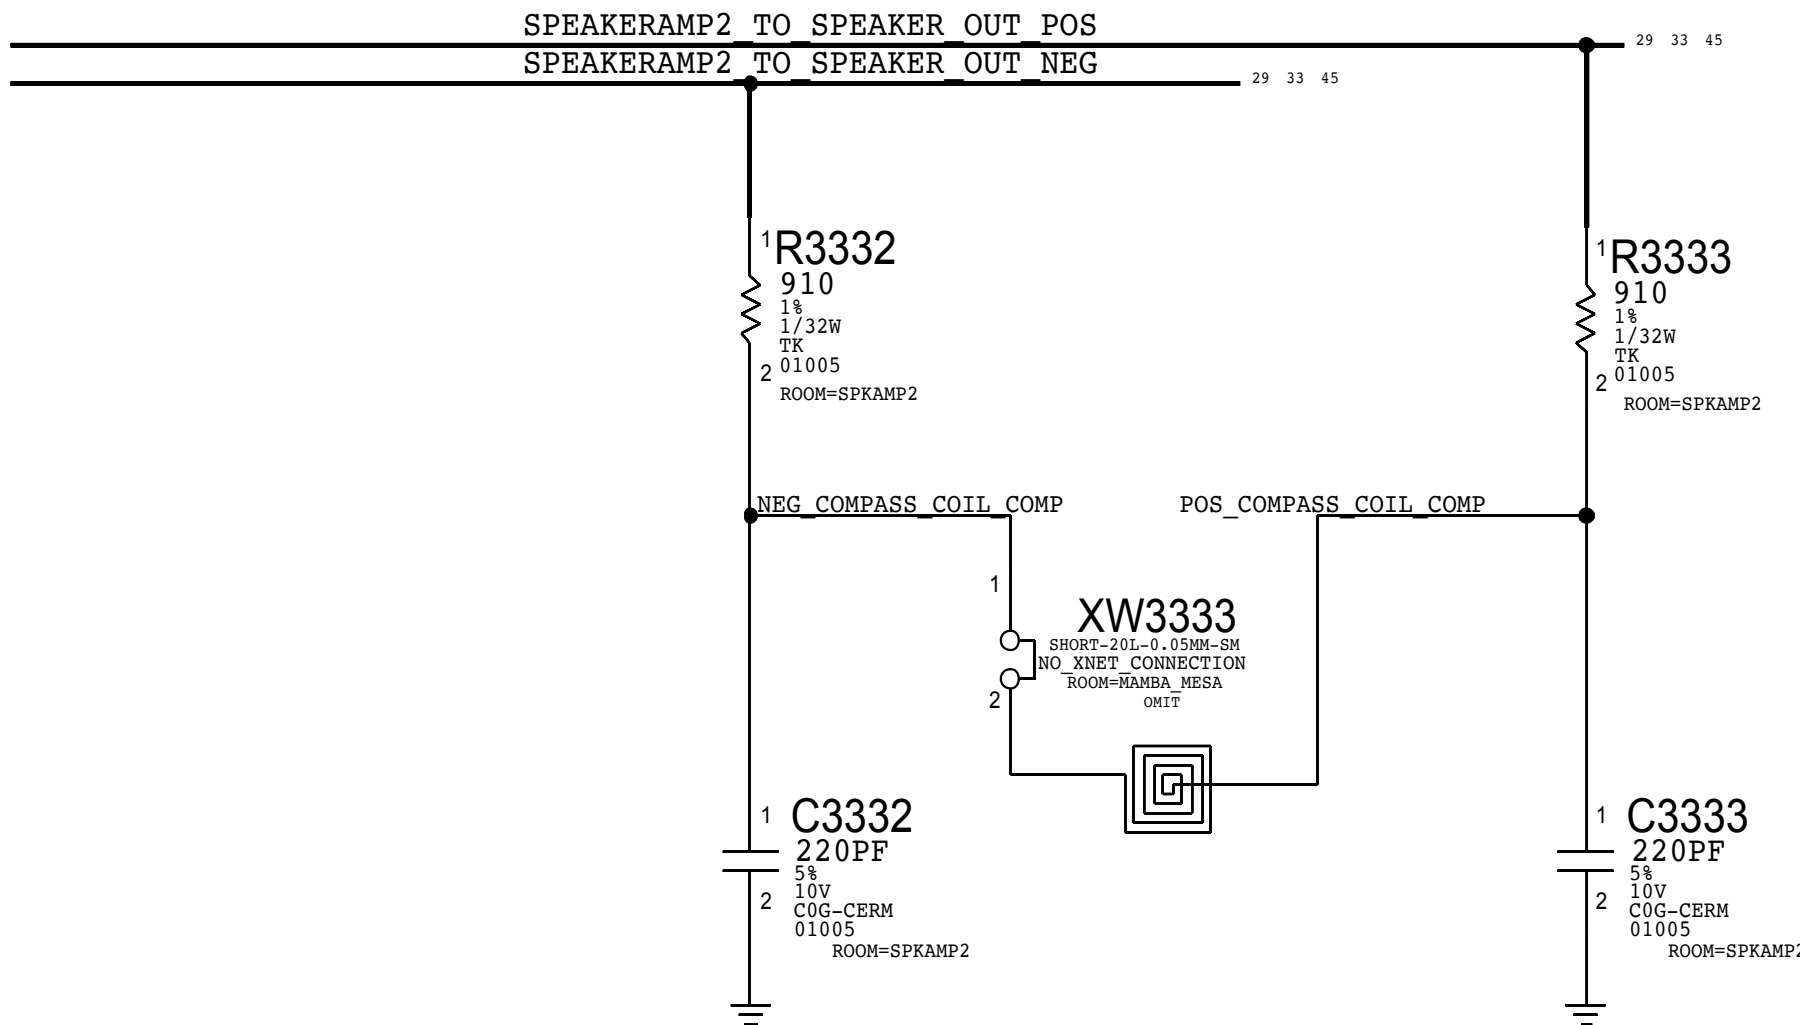 SPEAKERAMP2_TO_SPEAKER_OUT_POS
29 33 45
SPEAKERAMP2_TO_SPEAKER_OUT_NEG
29 33 45
1
R3332
910
1%
1/32W
TK
01005
2
ROOM=SPKAMP2
1
R3333
910
1%
1/32W
TK
01005
2
ROOM=SPKAMP2
NEG_COMPASS_COIL_COMP
POS_COMPASS_COIL_COMP
1
XW3333
SHORT-20L-0.05MM-SM
NO_XNET_CONNECTION
ROOM=MAMBA_MESA
2
OMIT
1
C3332
220PF
5%
10V
2
C0G-CERM
01005
ROOM=SPKAMP2
1
C3333
220PF
5%
10V
2
C0G-CERM
01005
ROOM=SPKAMP2